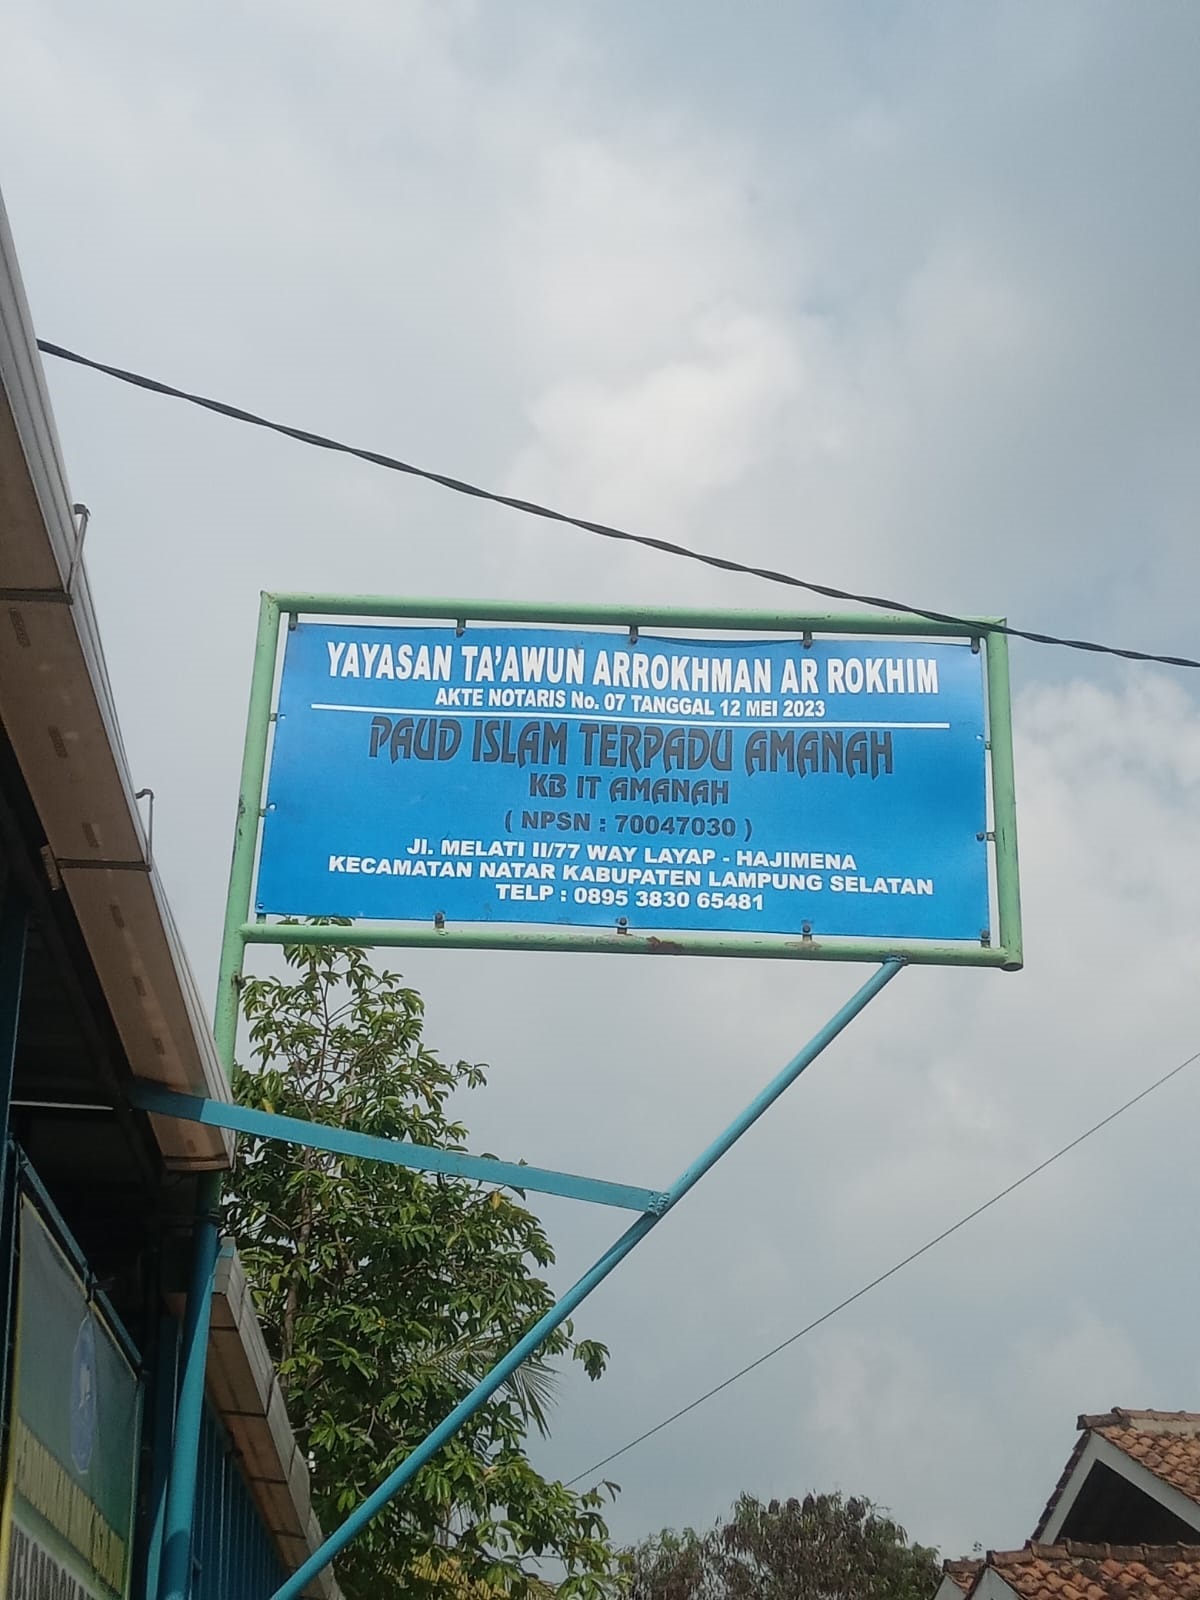 YAYASAN TA'AWUN ARROKHMAN AR ROKHIM
AKTE NOTARIS No. 07 TANGGAL 12 MEI 2023
PAUD ISLAM TERPADU AMANAH
KB IT AMANAH
( NPSN : 70047030 )
Jl. MELATI II/77 WAY LAYAP - HAJIMENA
KECAMATAN NATAR KABUPATEN LAMPUNG SELATAN
TELP : 0895 3830 65481